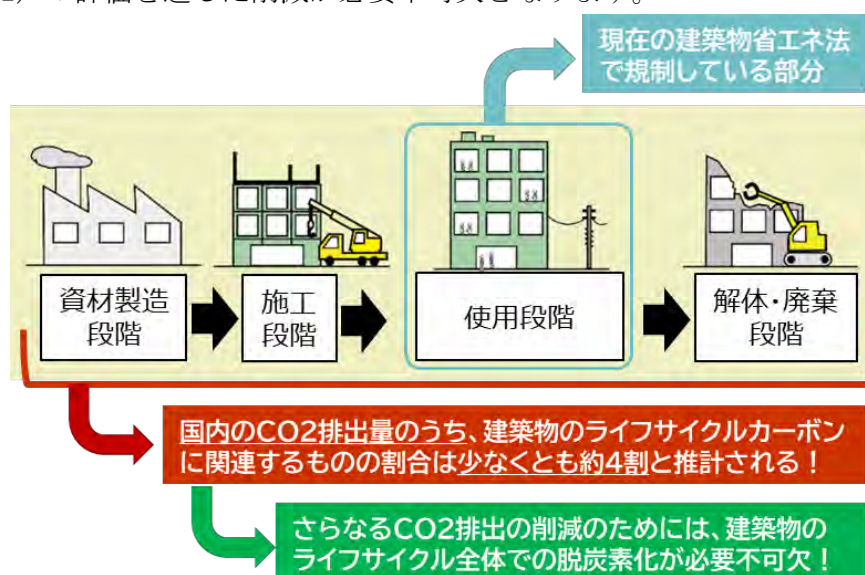 現在の建築物省エネ法
で規制している部分
資材製造
段階
施工
段階
使用段階
解体・廃棄
段階
国内のCO2排出量のうち、建築物のライフサイクルカーボン
に関連するものの割合は少なくとも約4割と推計される！
さらなるCO2排出の削減のためには、建築物の
ライフサイクル全体での脱炭素化が必要不可欠！